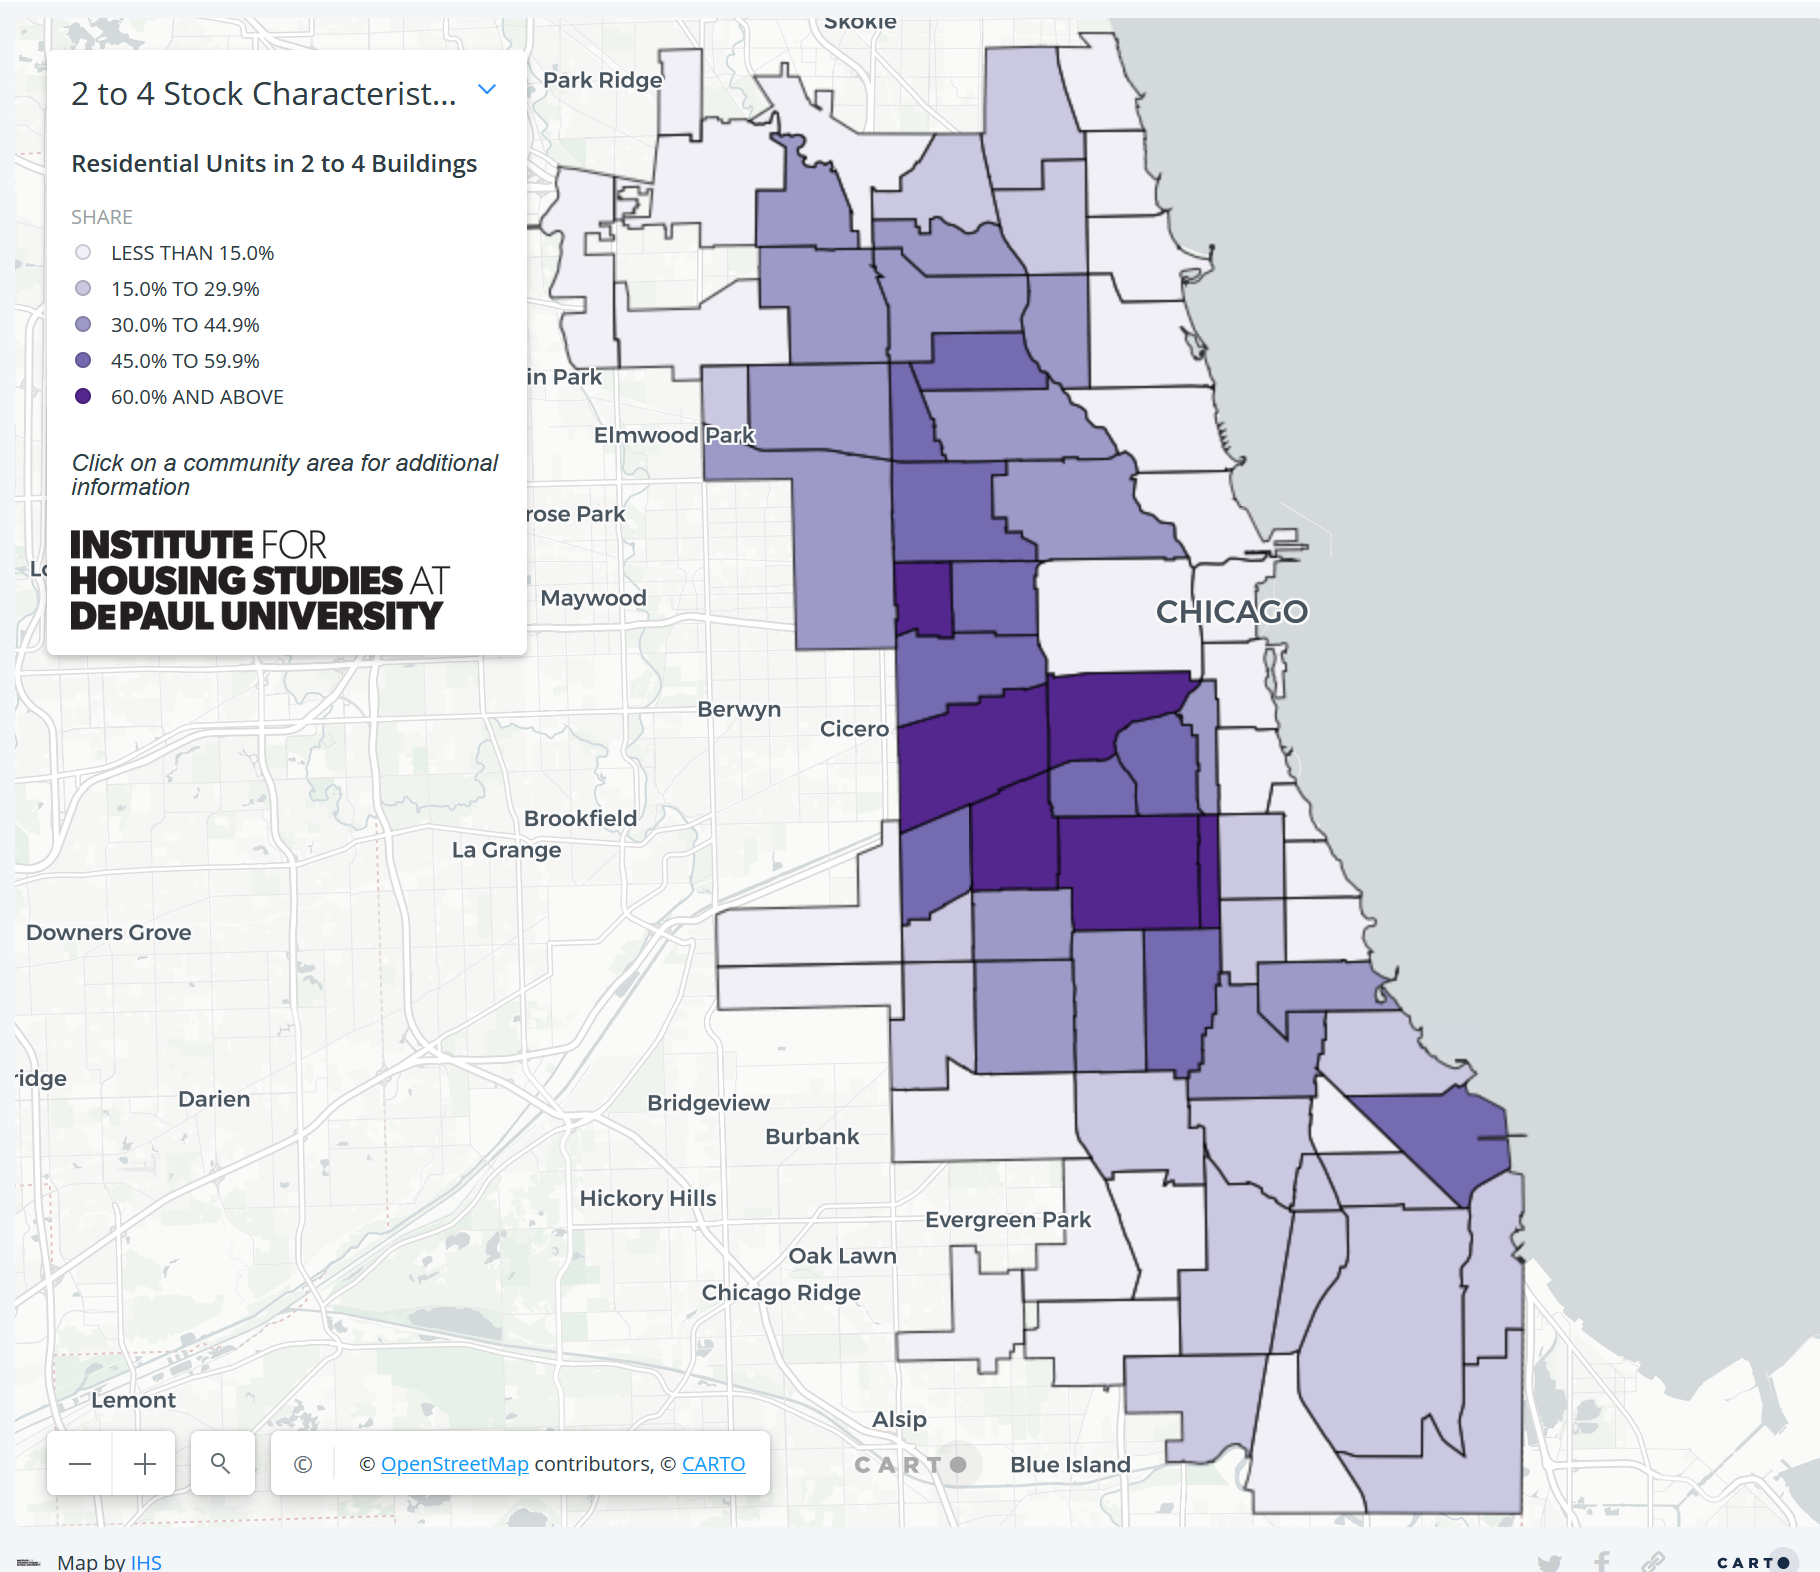 Skokie
Park Ridge
2 to 4 Stock Characterist...
Residential Units in 2 to 4 Buildings
SHARE
LESS THAN 15.0%
15.0% TO 29.9%
30.0% TO 44.9%
45.0% TO 59.9%
60.0% AND ABOVE
in Park
Elmwood Park
Click on a community area for additional
information
rose Park
INSTITUTE FOR
HOUSING STUDIES AT
DEPAUL UNIVERSITY
Lo
Maywood
CHICAGO
Berwyn
Cicero
Brookfield
La Grange
Downers Grove
ridge
Darien
Bridgeview
Burbank
Hickory Hills
Evergreen Park
Oak Lawn
Chicago Ridge
Lemont
Alsip
© © OpenStreetMap contributors, © CARTO
CARTO
Blue Island
Map by IHS
CARTO